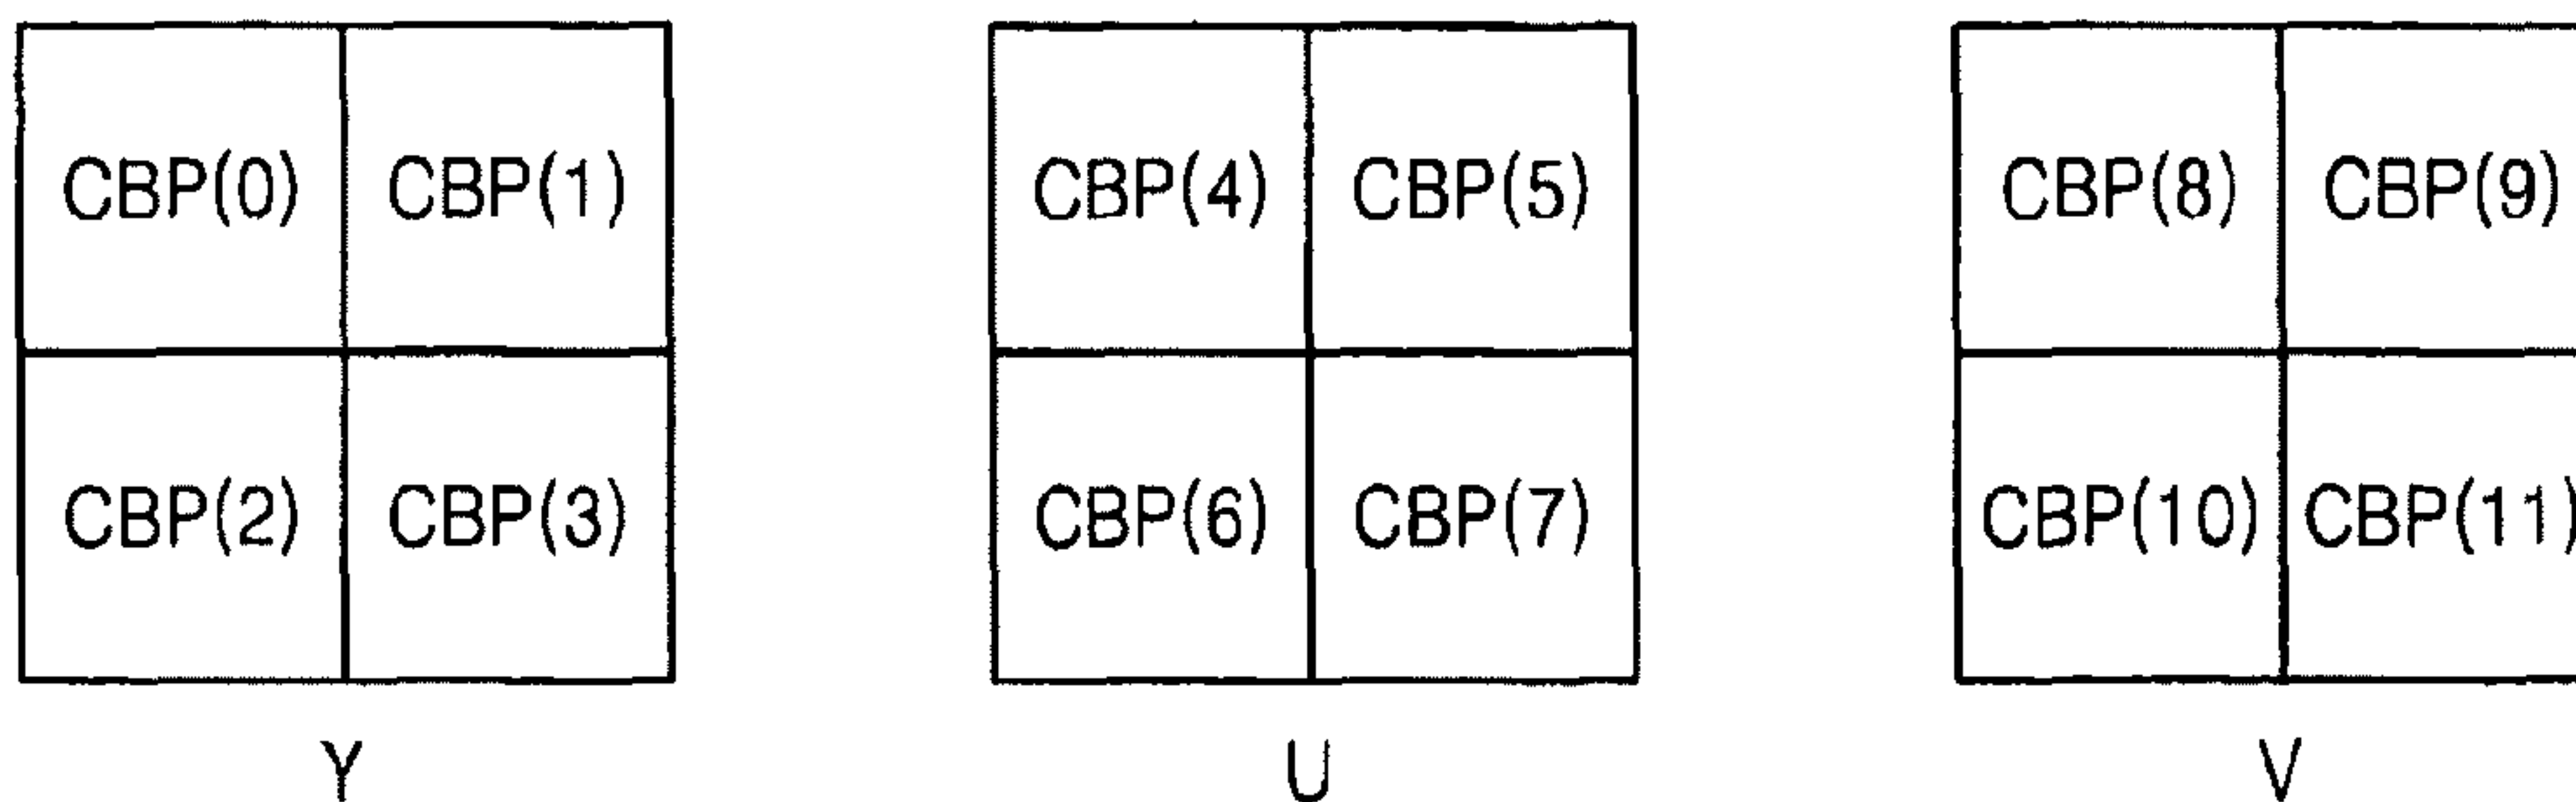 CBP(0) CBP(1) CBP(4) CBP(5) CBP(8) CBP(9)
CBP(2) CBP(3) CBP(6) CBP(7) CBP(10) CBP(11)
Y U V